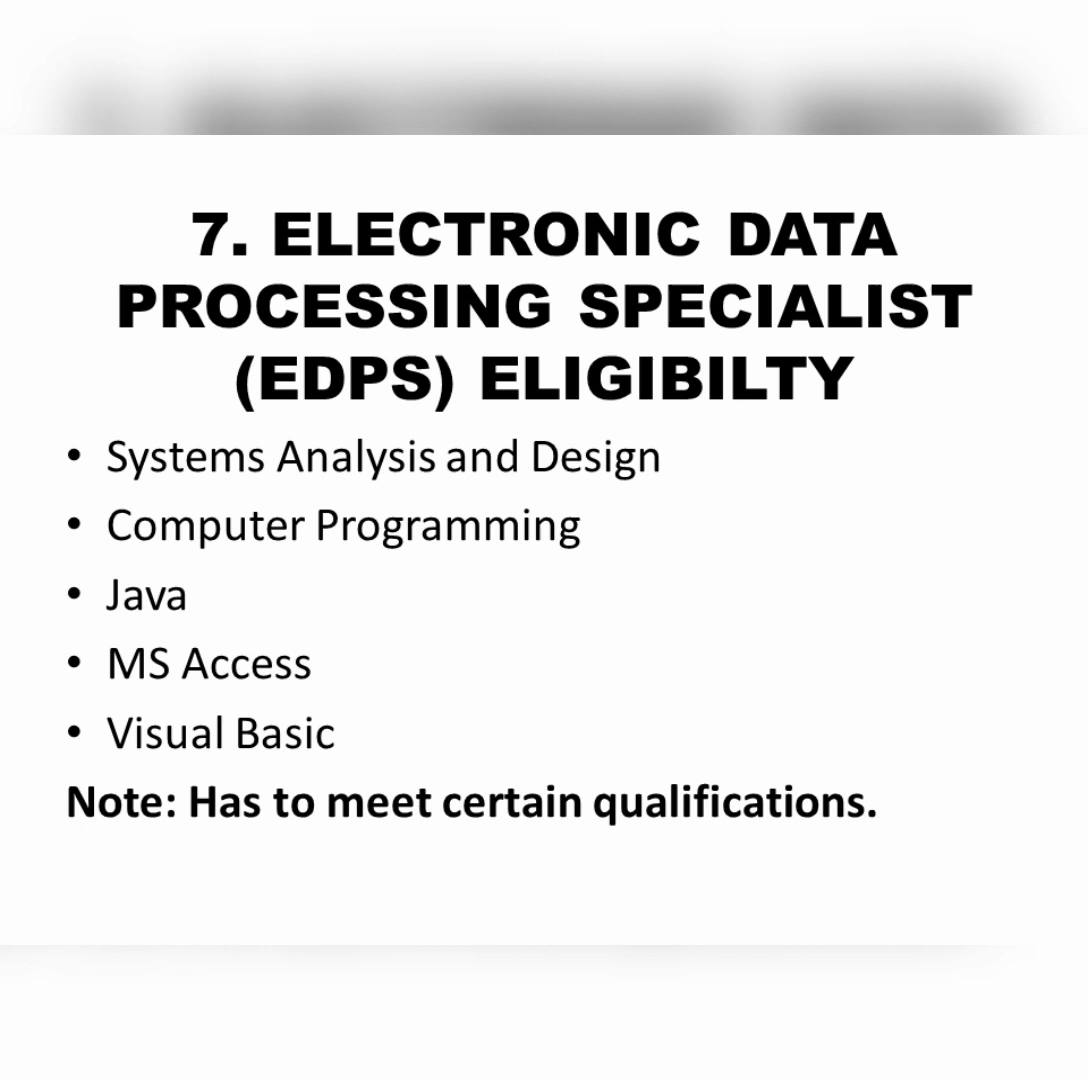 7. ELECTRONIC DATA
PROCESSING SPECIALIST
(EDPS) ELIGIBILTY
• Systems Analysis and Design
• Computer Programming
• Java
• MS Access
• Visual Basic
Note: Has to meet certain qualifications.